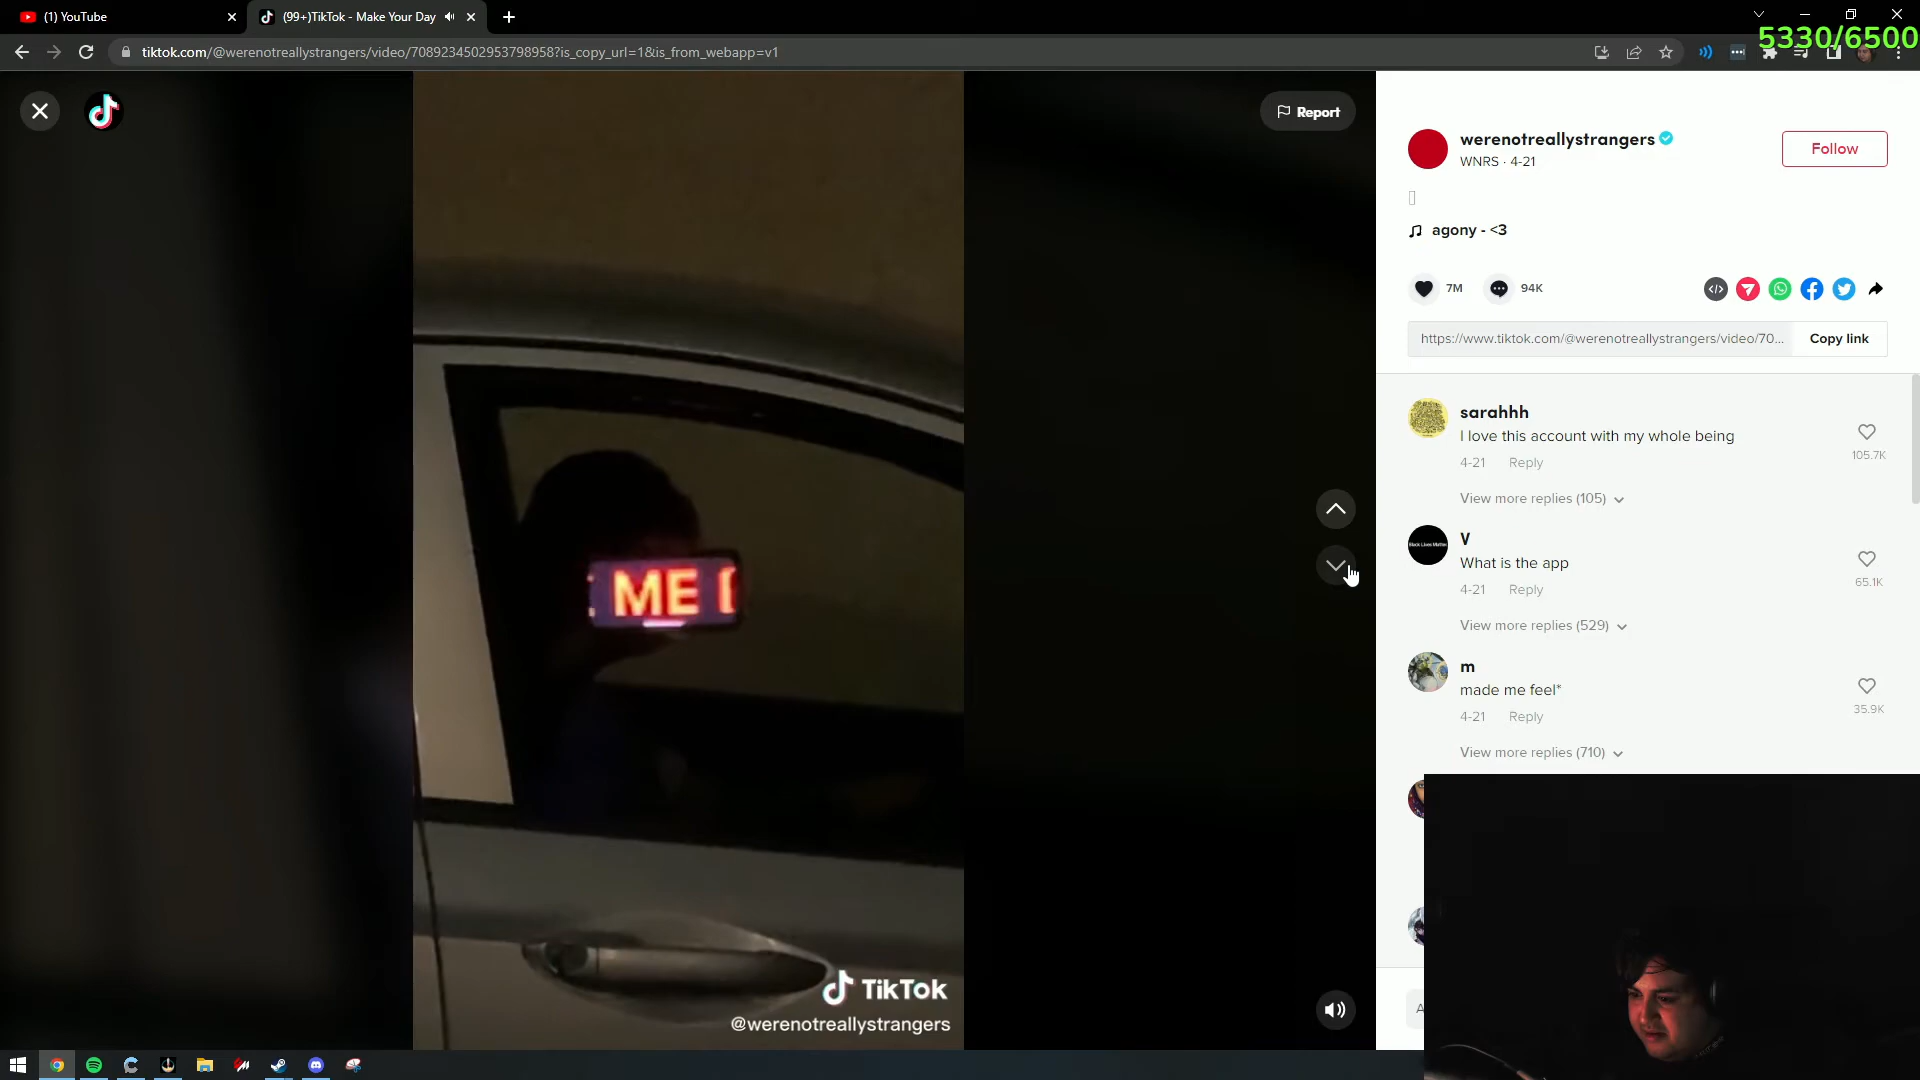 (1) YouTube
(99+)TikTok - Make Your Day
5330/6500
tiktok.com/@werenotreallystrangers/video/7089234502953798958?is_copy_url=1&is_from_webapp=v1
Report
werenotreallystrangers
WNRS · 4-21
Follow
agony - <3
7M
94K
https://www.tiktok.com/@werenotreallystrangers/video/70...
Copy link
sarahhh
I love this account with my whole being
4-21 Reply
105.7K
View more replies (105)
V
What is the app
4-21 Reply
65.1K
View more replies (529)
m
made me feel*
4-21 Reply
35.9K
View more replies (710)
ME
TikTok
@werenotreallystrangers